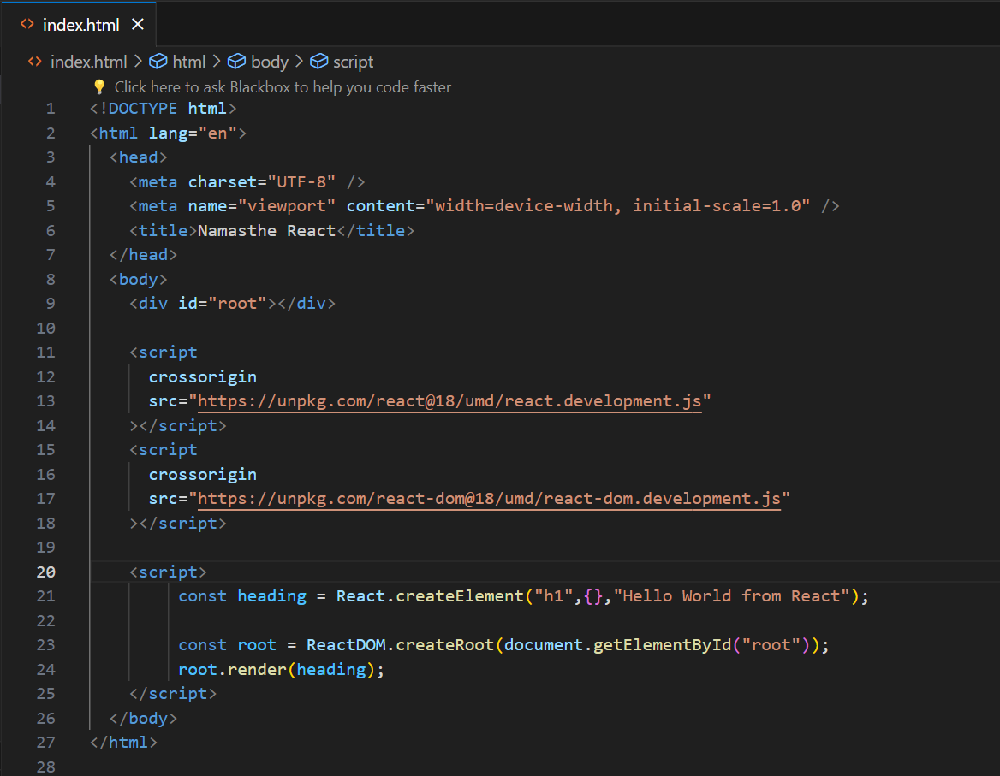 index.html
index.html > html > body > script
Click here to ask Blackbox to help you code faster
1 <!DOCTYPE html>
2 <html lang="en">
3   <head>
4     <meta charset="UTF-8" />
5     <meta name="viewport" content="width=device-width, initial-scale=1.0" />
6     <title>Namasthe React</title>
7   </head>
8   <body>
9     <div id="root"></div>
10
11     <script
12       crossorigin
13       src="https://unpkg.com/react@18/umd/react.development.js"
14     ></script>
15     <script
16       crossorigin
17       src="https://unpkg.com/react-dom@18/umd/react-dom.development.js"
18     ></script>
19
20     <script>
21          const heading = React.createElement("h1",{},"Hello World from React");
22
23          const root = ReactDOM.createRoot(document.getElementById("root"));
24          root.render(heading);
25     </script>
26   </body>
27 </html>
28